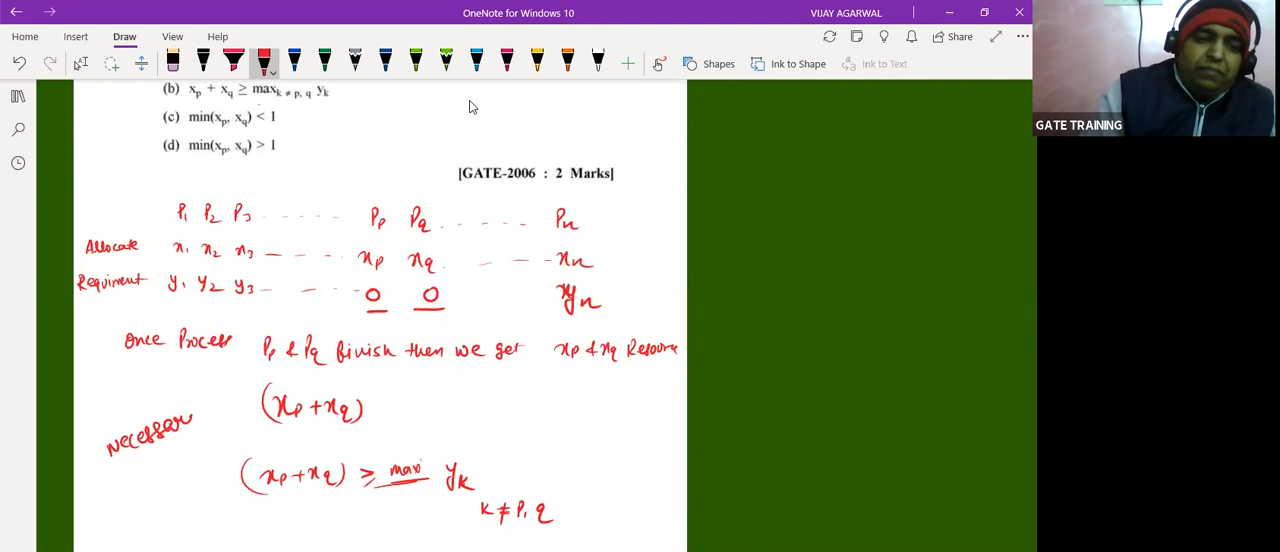 OneNote for Windows 10
VIJAY AGARWAL
Home Insert Draw View Help
Share
Shapes Ink to Shape Ink to Text
GATE TRAINING
(b) xp + xq ≥ maxk ≠ p, q yk
(c) min(xp, xq) < 1
(d) min(xp, xq) > 1
[GATE-2006 : 2 Marks]
P1 P2 P3 Pp Pq Pn
Allocate x1 x2 x3 xp xq xn
Requiment y1 y2 y3 0 0 yn
Once Process Pp & Pq finish then we get xp & xq Resourc
(xp + xq)
Necessar
(xp + xq) ≥ max yk
k ≠ p, q